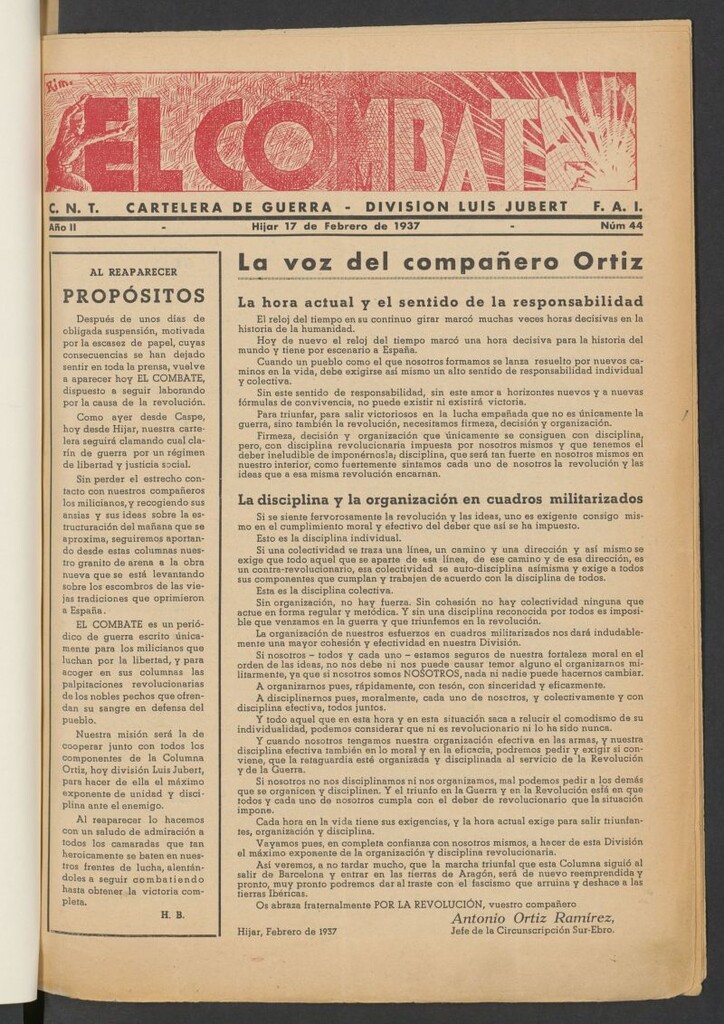 Rim.
EL COMBATE
C. N. T. CARTELERA DE GUERRA - DIVISION LUIS JUBERT F. A. I.
Año II - Hijar 17 de Febrero de 1937 - Núm 44
AL REAPARECER
PROPÓSITOS
Después de unos días de
obligada suspensión, motivada
por la escasez de papel, cuyas
consecuencias se han dejado
sentir en toda la prensa, vuelve
a aparecer hoy EL COMBATE,
dispuesto a seguir laborando
por la causa de la revolución.
Como ayer desde Caspe,
hoy desde Hijar, nuestra carte-
lera seguirá clamando cual cla-
rín de guerra por un régimen
de libertad y justicia social.
Sin perder el estrecho con-
tacto con nuestros compañeros
los milicianos, y recogiendo sus
ansias y sus ideas sobre la es-
tructuración del mañana que se
aproxima, seguiremos aportan-
do desde estas columnas nues-
tro granito de arena a la obra
nueva que se está levantando
sobre los escombros de las vie-
jas tradiciones que oprimieron
a España.
EL COMBATE es un perió-
dico de guerra escrito única-
mente para los milicianos que
luchan por la libertad, y para
acoger en sus columnas las
palpitaciones revolucionarias
de los nobles pechos que ofren-
dan su sangre en defensa del
pueblo.
Nuestra misión será la de
cooperar junto con todos los
componentes de la Columna
Ortiz, hoy división Luis Jubert,
para hacer de ella el máximo
exponente de unidad y disci-
plina ante el enemigo.
Al reaparecer lo hacemos
con un saludo de admiración a
todos los camaradas que tan
heroicamente se baten en nues-
tros frentes de lucha, alentán-
doles a seguir combatiendo
hasta obtener la victoria com-
pleta.
H. B.
La voz del compañero Ortiz
La hora actual y el sentido de la responsabilidad
El reloj del tiempo en su continuo girar marcó muchas veces horas decisivas en la
historia de la humanidad.
Hoy de nuevo el reloj del tiempo marcó una hora decisiva para la historia del
mundo y tiene por escenario a España.
Cuando un pueblo como el que nosotros formamos se lanza resuelto por nuevos ca-
minos en la vida, debe exigirse así mismo un alto sentido de responsabilidad individual
y colectiva.
Sin este sentido de responsabilidad, sin este amor a horizontes nuevos y a nuevas
fórmulas de convivencia, no puede existir ni existirá victoria.
Para triunfar, para salir victoriosos en la lucha empeñada que no es únicamente la
guerra, sino también la revolución, necesitamos firmeza, decisión y organización.
Firmeza, decisión y organización que únicamente se consiguen con disciplina,
pero, con disciplina revolucionaria impuesta por nosotros mismos y que tenemos el
deber ineludible de imponérnosla; disciplina, que será tan fuerte en nosotros mismos en
nuestro interior, como fuertemente sintamos cada uno de nosotros la revolución y las
ideas que a esa misma revolución encarnan.
La disciplina y la organización en cuadros militarizados
Si se siente fervorosamente la revolución y las ideas, uno es exigente consigo mis-
mo en el cumplimiento moral y efectivo del deber que así se ha impuesto.
Esto es la disciplina individual.
Si una colectividad se traza una línea, un camino y una dirección y así mismo se
exige que todo aquel que se aparte de esa línea, de ese camino y de esa dirección, es
un contra-revolucionario, esa colectividad se auto-disciplina asimisma y exige a todos
sus componentes que cumplan y trabajen de acuerdo con la disciplina de todos.
Esta es la disciplina colectiva.
Sin organización, no hay fuerza. Sin cohesión no hay colectividad ninguna que
actue en forma regular y metódica. Y sin una disciplina reconocida por todos es imposi-
ble que venzamos en la guerra y que triunfemos en la revolución.
La organización de nuestros esfuerzos en cuadros militarizados nos dará indudable-
mente una mayor cohesión y efectividad en nuestra División.
Si nosotros - todos y cada uno - estamos seguros de nuestra fortaleza moral en el
orden de las ideas, no nos debe ni nos puede causar temor alguno el organizarnos mi-
litarmente, ya que si nosotros somos NOSOTROS, nada ni nadie puede hacernos cambiar.
A organizarnos pues, rápidamente, con tesón, con sinceridad y eficazmente.
A disciplinarnos pues, moralmente, cada uno de nosotros, y colectivamente y con
disciplina efectiva, todos juntos.
Y todo aquel que en esta hora y en esta situación saca a relucir el comodismo de su
individualidad, podemos considerar que ni es revolucionario ni lo ha sido nunca.
Y cuando nosotros tengamos nuestra organización efectiva en las armas, y nuestra
disciplina efectiva también en lo moral y en la eficacia, podremos pedir y exigir si con-
viene, que la retaguardia esté organizada y disciplinada al servicio de la Revolución
y de la Guerra.
Si nosotros no nos disciplinamos ni nos organizamos, mal podemos pedir a los demás
que se organicen y disciplinen. Y el triunfo en la Guerra y en la Revolución está en que
todos y cada uno de nosotros cumpla con el deber de revolucionario que la situación
impone.
Cada hora en la vida tiene sus exigencias, y la hora actual exige para salir triunfan-
tes, organización y disciplina.
Vayamos pues, en completa confianza con nosotros mismos, a hacer de esta División
el máximo exponente de la organización y disciplina revolucionaria.
Así veremos, a no tardar mucho, que la marcha triunfal que esta Columna siguió al
salir de Barcelona y entrar en las tierras de Aragón, será de nuevo reemprendida y
pronto, muy pronto podremos dar al traste con el fascismo que arruina y deshace a las
tierras Ibéricas.
Os abraza fraternalmente POR LA REVOLUCIÓN, vuestro compañero
Antonio Ortiz Ramírez,
Hijar, Febrero de 1937 Jefe de la Circunscripción Sur-Ebro.